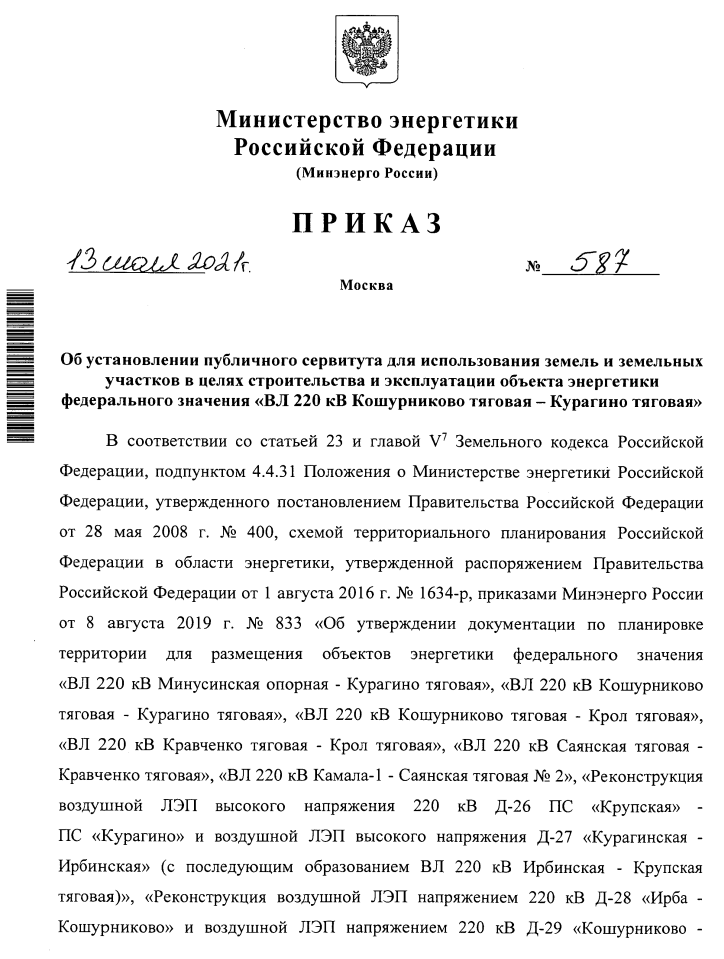 Министерство энергетики
Российской Федерации
(Минэнерго России)
ПРИКАЗ
13 июля 2021г.
№ 587
Москва
Об установлении публичного сервитута для использования земель и земельных
участков в целях строительства и эксплуатации объекта энергетики
федерального значения «ВЛ 220 кВ Кошурниково тяговая – Курагино тяговая»
В соответствии со статьей 23 и главой V⁷ Земельного кодекса Российской
Федерации, подпунктом 4.4.31 Положения о Министерстве энергетики Российской
Федерации, утвержденного постановлением Правительства Российской Федерации
от 28 мая 2008 г. № 400, схемой территориального планирования Российской
Федерации в области энергетики, утвержденной распоряжением Правительства
Российской Федерации от 1 августа 2016 г. № 1634-р, приказами Минэнерго России
от 8 августа 2019 г. № 833 «Об утверждении документации по планировке
территории для размещения объектов энергетики федерального значения
«ВЛ 220 кВ Минусинская опорная - Курагино тяговая», «ВЛ 220 кВ Кошурниково
тяговая - Курагино тяговая», «ВЛ 220 кВ Кошурниково тяговая - Крол тяговая»,
«ВЛ 220 кВ Кравченко тяговая - Крол тяговая», «ВЛ 220 кВ Саянская тяговая -
Кравченко тяговая», «ВЛ 220 кВ Камала-1 - Саянская тяговая № 2», «Реконструкция
воздушной ЛЭП высокого напряжения 220 кВ Д-26 ПС «Крупская» -
ПС «Курагино» и воздушной ЛЭП высокого напряжения Д-27 «Курагинская -
Ирбинская» (с последующим образованием ВЛ 220 кВ Ирбинская - Крупская
тяговая)», «Реконструкция воздушной ЛЭП напряжением 220 кВ Д-28 «Ирба -
Кошурниково» и воздушной ЛЭП напряжением 220 кВ Д-29 «Кошурниково -